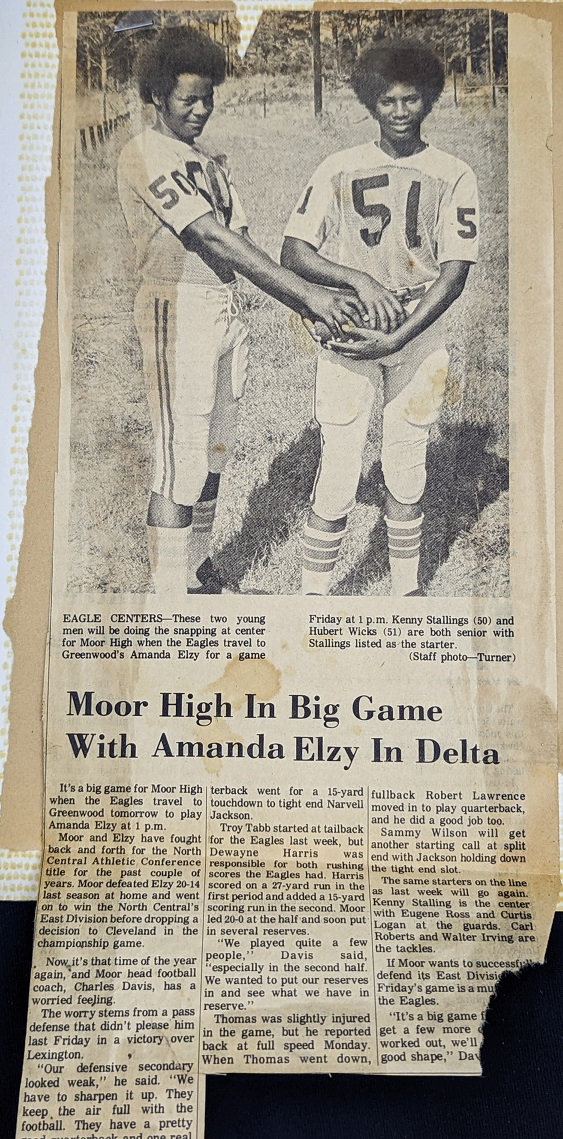 50
51
1
5
EAGLE CENTERS—These two young
men will be doing the snapping at center
for Moor High when the Eagles travel to
Greenwood's Amanda Elzy for a game
Friday at 1 p.m. Kenny Stallings (50) and
Hubert Wicks (51) are both senior with
Stallings listed as the starter.
(Staff photo—Turner)
Moor High In Big Game
With Amanda Elzy In Delta
It's a big game for Moor High
when the Eagles travel to
Greenwood tomorrow to play
Amanda Elzy at 1 p.m.
Moor and Elzy have fought
back and forth for the North
Central Athletic Conference
title for the past couple of
years. Moor defeated Elzy 20-14
last season at home and went
on to win the North Central's
East Division before dropping a
decision to Cleveland in the
championship game.
Now it's that time of the year
again, and Moor head football
coach, Charles Davis, has a
worried feeling.
The worry stems from a pass
defense that didn't please him
last Friday in a victory over
Lexington.
"Our defensive secondary
looked weak," he said. "We
have to sharpen it up. They
keep the air full with the
football. They have a pretty
good quarterback and one real
terback went for a 15-yard
touchdown to tight end Narvell
Jackson.
Troy Tabb started at tailback
for the Eagles last week, but
Dewayne Harris was
responsible for both rushing
scores the Eagles had. Harris
scored on a 27-yard run in the
first period and added a 15-yard
scoring run in the second. Moor
led 20-0 at the half and soon put
in several reserves.
"We played quite a few
people," Davis said,
"especially in the second half.
We wanted to put our reserves
in and see what we have in
reserve."
Thomas was slightly injured
in the game, but he reported
back at full speed Monday.
When Thomas went down,
fullback Robert Lawrence
moved in to play quarterback,
and he did a good job too.
Sammy Wilson will get
another starting call at split
end with Jackson holding down
the tight end slot.
The same starters on the line
as last week will go again.
Kenny Stalling is the center
with Eugene Ross and Curtis
Logan at the guards. Carl
Roberts and Walter Irving are
the tackles.
If Moor wants to successfully
defend its East Divisio
Friday's game is a mu
the Eagles.
"It's a big game f
get a few more
worked out, we'll
good shape," Dav